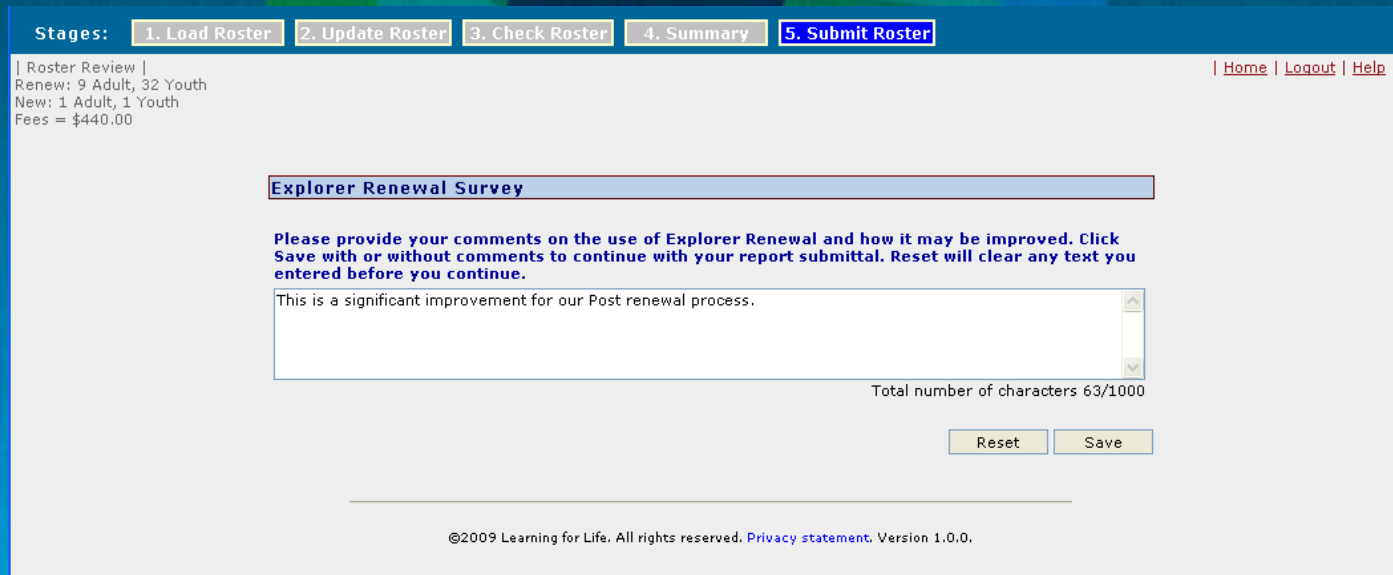 Stages: 1. Load Roster 2. Update Roster 3. Check Roster 4. Summary 5. Submit Roster
| Roster Review |
Renew: 9 Adult, 32 Youth
New: 1 Adult, 1 Youth
Fees = $440.00
| Home | Logout | Help
Explorer Renewal Survey
Please provide your comments on the use of Explorer Renewal and how it may be improved. Click
Save with or without comments to continue with your report submittal. Reset will clear any text you
entered before you continue.
This is a significant improvement for our Post renewal process.
Total number of characters 63/1000
Reset Save
©2009 Learning for Life. All rights reserved. Privacy statement. Version 1.0.0.